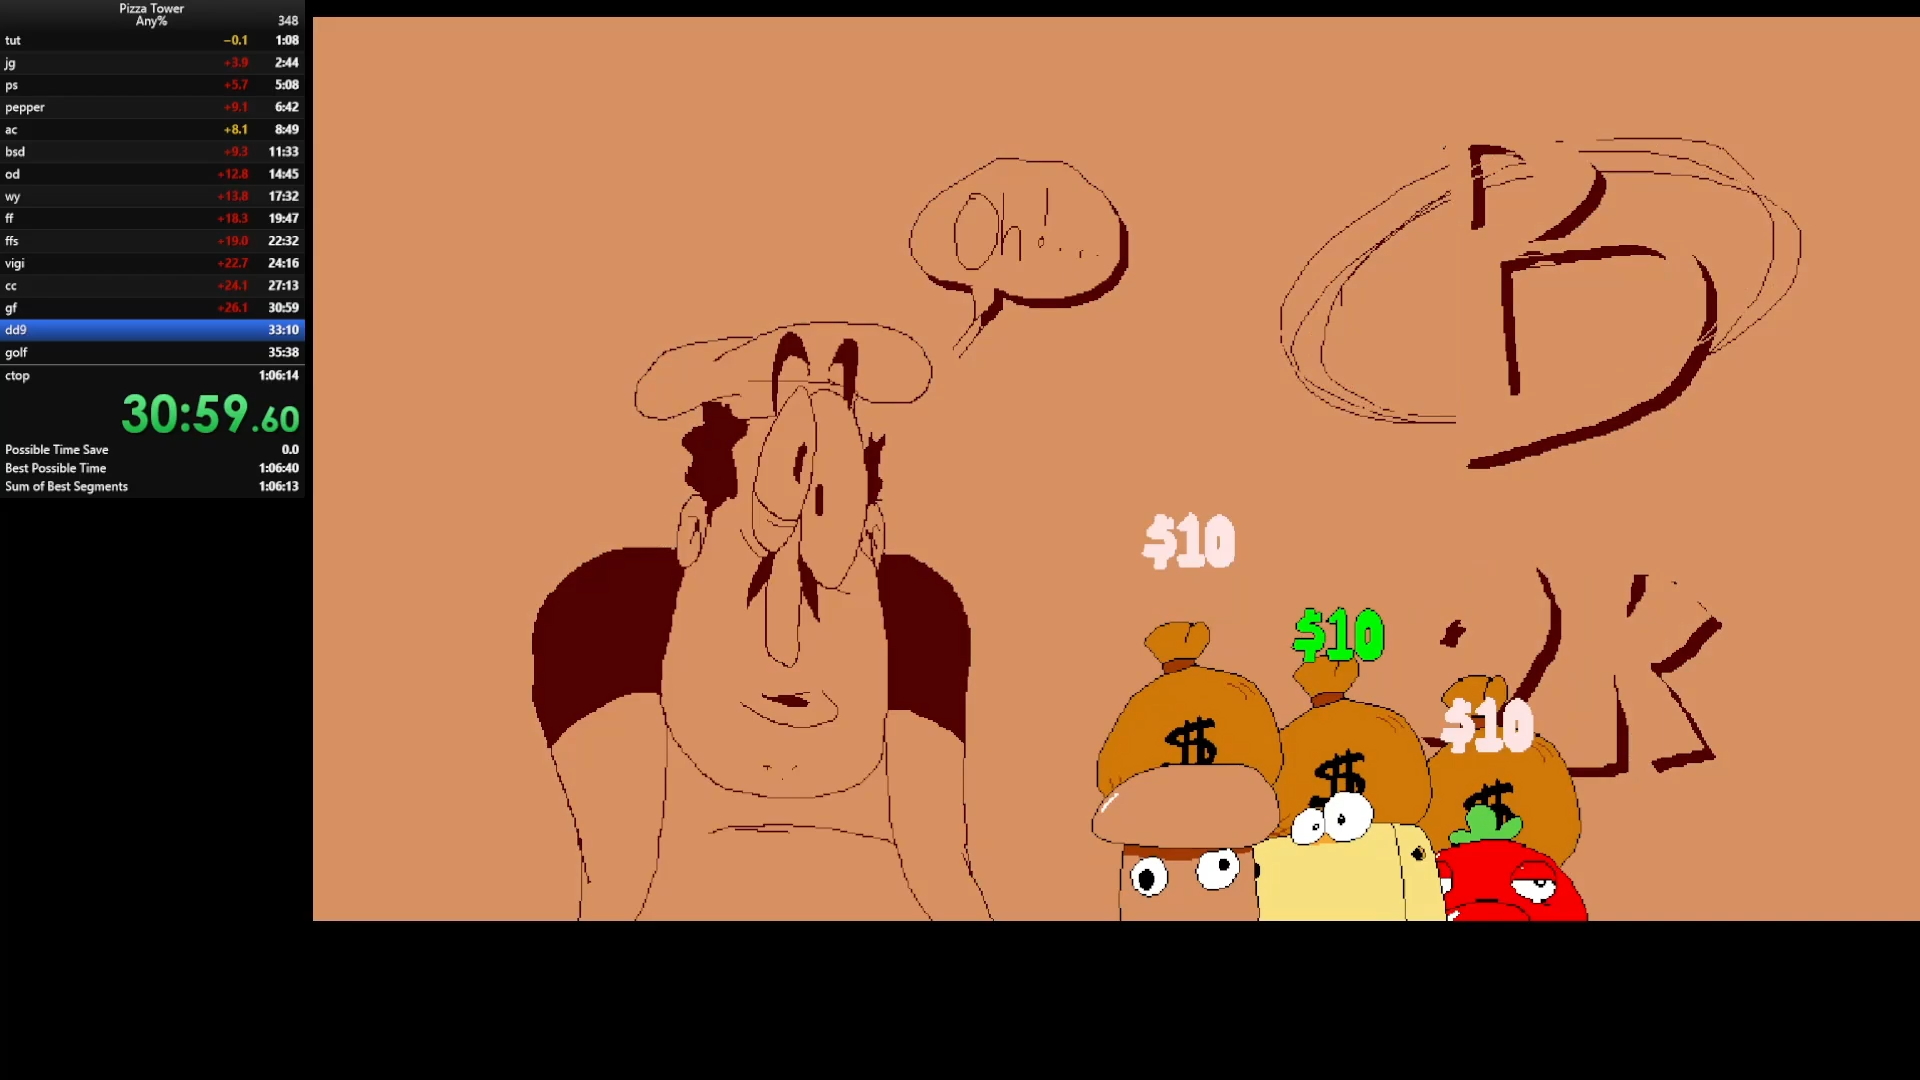 Pizza Tower
Any%
348
tut −0.1 1:08
jg +3.9 2:44
ps +5.7 5:08
pepper +9.1 6:42
ac +8.1 8:49
bsd +9.3 11:33
od +12.8 14:45
wy +13.8 17:32
ff +18.3 19:47
ffs +19.0 22:32
vigi +22.7 24:16
cc +24.1 27:13
gf +26.1 30:59
dd9 33:10
golf 35:38
ctop 1:06:14
30:59.60
Possible Time Save 0.0
Best Possible Time 1:06:40
Sum of Best Segments 1:06:13
Oh!...
$10
$10
$10
$
$
$